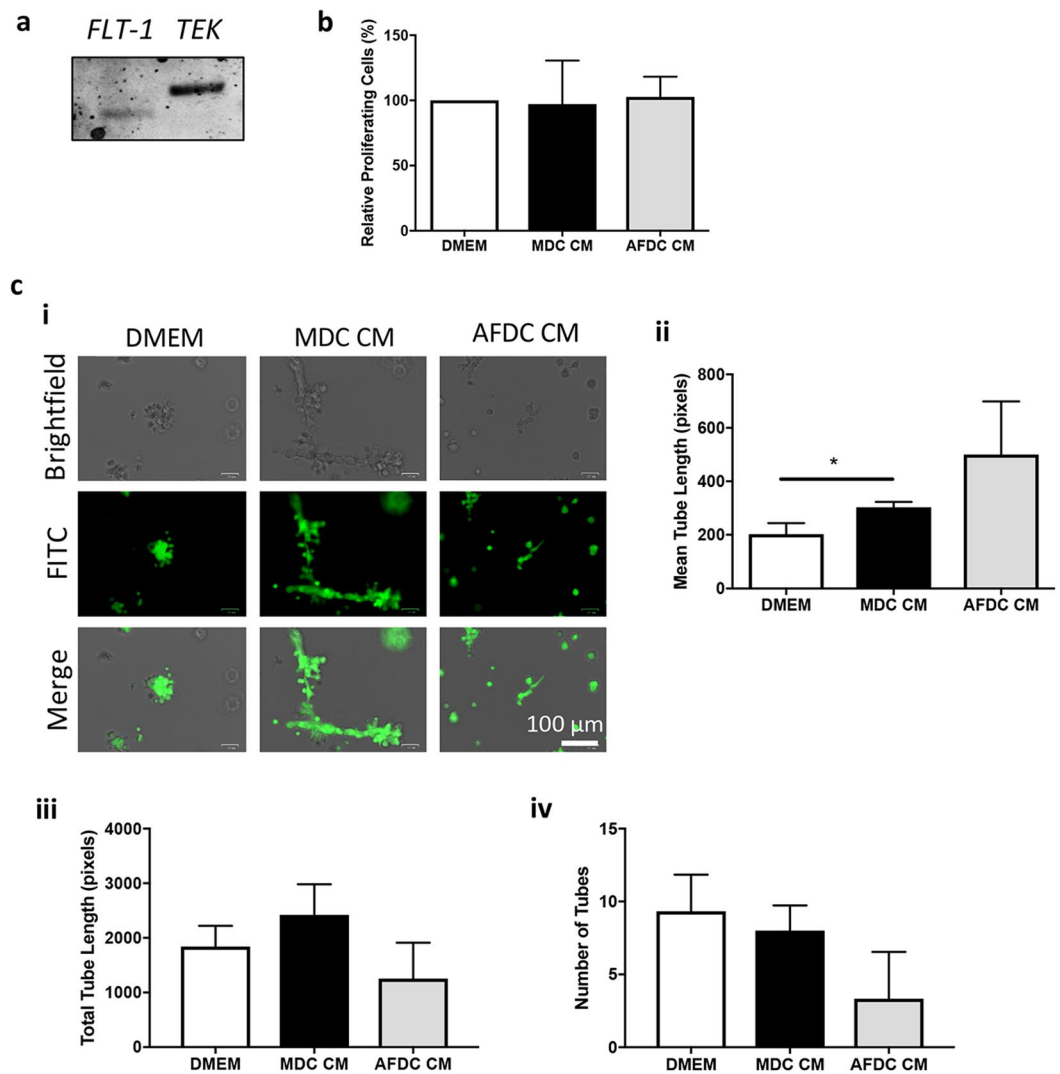 a
FLT-1 TEK
b
Relative Proliferating Cells (%)
150
100
50
0
DMEM MDC CM AFDC CM
c
i
DMEM MDC CM AFDC CM
Brightfield
FITC
Merge
100 µm
ii
Mean Tube Length (pixels)
800
600
400
200
0
*
DMEM MDC CM AFDC CM
iii
Total Tube Length (pixels)
4000
3000
2000
1000
0
DMEM MDC CM AFDC CM
iv
Number of Tubes
15
10
5
0
DMEM MDC CM AFDC CM